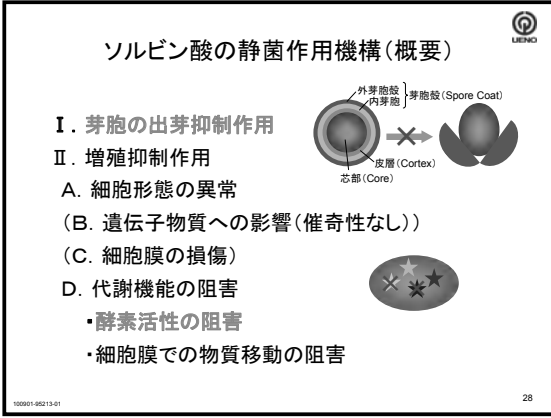 UENO
ソルビン酸の静菌作用機構(概要)
外芽胞殻
内芽胞
芽胞殻(Spore Coat)
皮層(Cortex)
芯部(Core)
Ⅰ. 芽胞の出芽抑制作用
Ⅱ. 増殖抑制作用
A. 細胞形態の異常
(B. 遺伝子物質への影響(催奇性なし))
(C. 細胞膜の損傷)
D. 代謝機能の阻害
・酵素活性の阻害
・細胞膜での物質移動の阻害
100901-95213-01
28